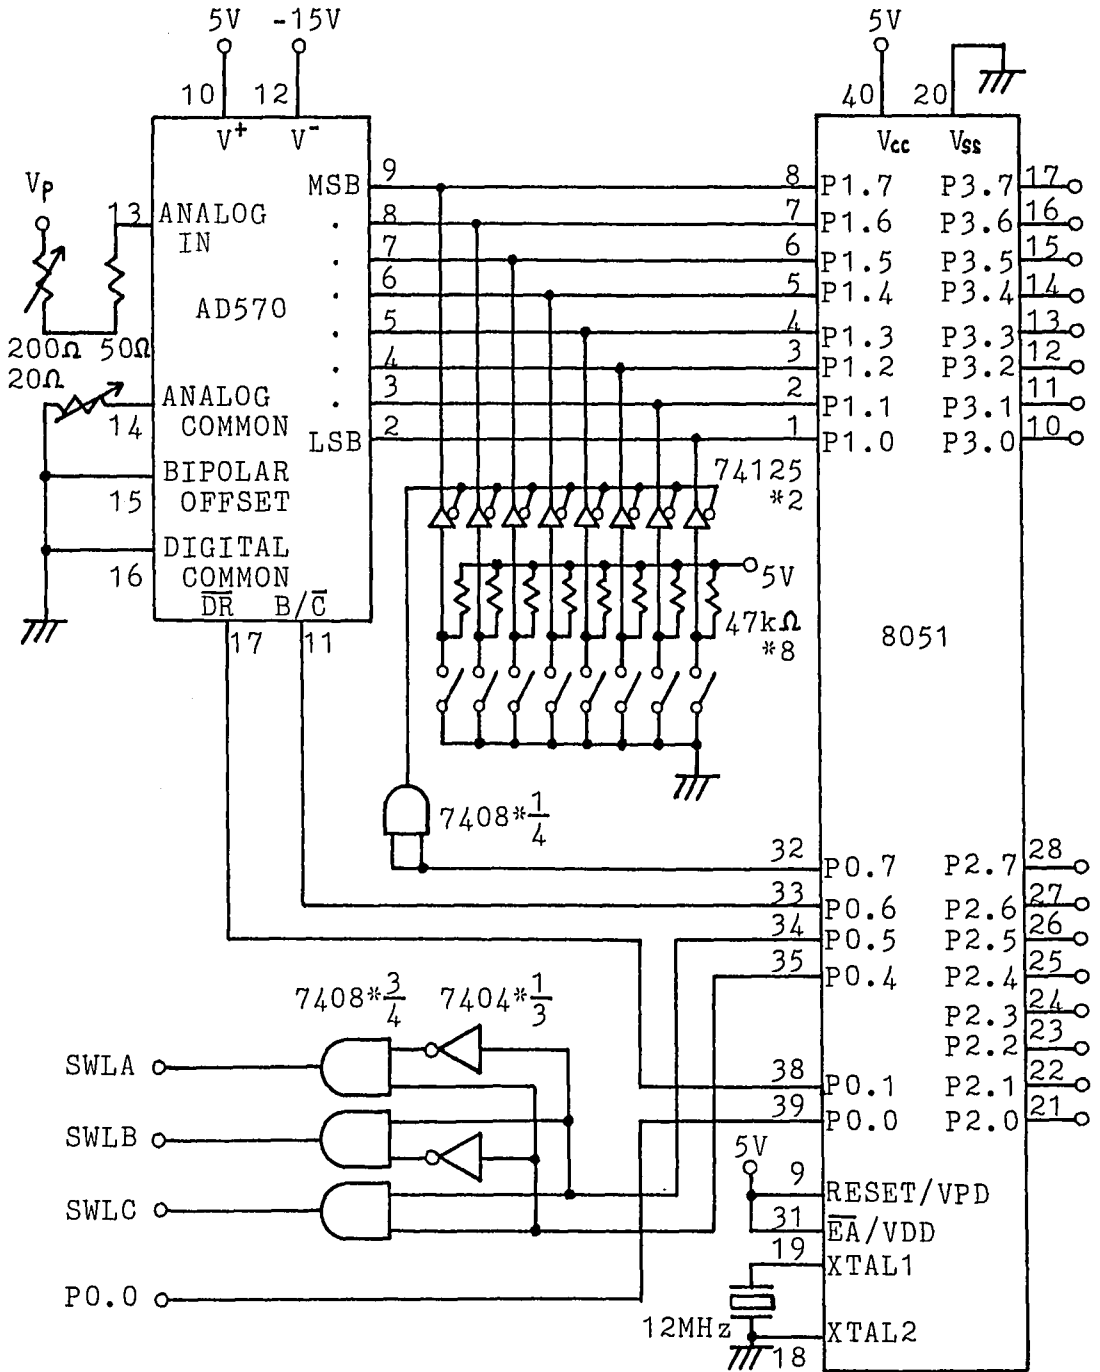 5V -15V
10 12
V+ V-
Vp
13 ANALOG IN
200Ω 50Ω
20Ω
AD570
ANALOG COMMON
14
BIPOLAR OFFSET
15
DIGITAL COMMON
16
DR̅ B/C̅
17 11
MSB 9
. 8
. 7
. 6
. 5
. 4
. 3
LSB 2
5V
40 20
Vcc Vss
8 P1.7 P3.7 17
7 P1.6 P3.6 16
6 P1.5 P3.5 15
5 P1.4 P3.4 14
4 P1.3 P3.3 13
3 P1.2 P3.2 12
2 P1.1 P3.1 11
1 P1.0 P3.0 10
74125
*2
5V
47kΩ
*8
8051
7408*1/4
32 P0.7 P2.7 28
33 P0.6 P2.6 27
34 P0.5 P2.5 26
35 P0.4 P2.4 25
P2.3 24
P2.2 23
38 P0.1 P2.1 22
39 P0.0 P2.0 21
7408*3/4 7404*1/3
SWLA
SWLB
SWLC
P0.0
5V
9 RESET/VPD
31 E̅A̅/VDD
19 XTAL1
12MHz
XTAL2
18